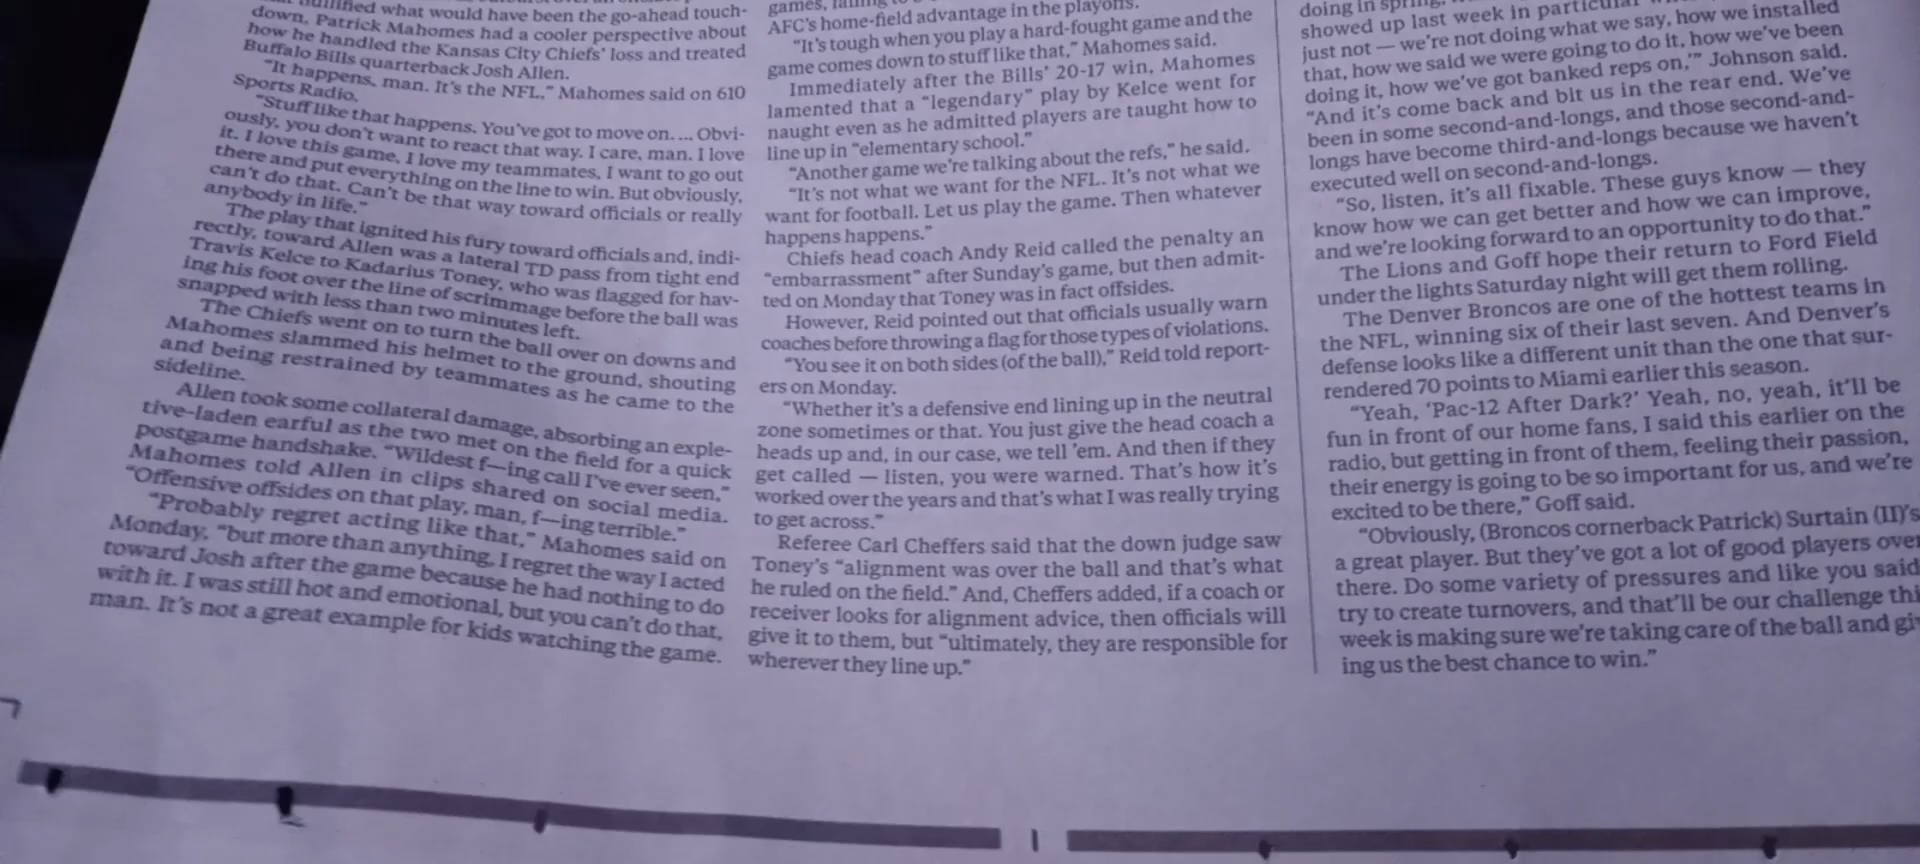 nullified what would have been the go-ahead touch-
down, Patrick Mahomes had a cooler perspective about
how he handled the Kansas City Chiefs' loss and treated
Buffalo Bills quarterback Josh Allen.
"It happens, man. It's the NFL," Mahomes said on 610
Sports Radio.
"Stuff like that happens. You've got to move on. ... Obvi-
ously, you don't want to react that way. I care, man. I love
it. I love this game, I love my teammates, I want to go out
there and put everything on the line to win. But obviously,
can't do that. Can't be that way toward officials or really
anybody in life."
The play that ignited his fury toward officials and, indi-
rectly, toward Allen was a lateral TD pass from tight end
Travis Kelce to Kadarius Toney, who was flagged for hav-
ing his foot over the line of scrimmage before the ball was
snapped with less than two minutes left.
The Chiefs went on to turn the ball over on downs and
Mahomes slammed his helmet to the ground, shouting
and being restrained by teammates as he came to the
sideline.
Allen took some collateral damage, absorbing an exple-
tive-laden earful as the two met on the field for a quick
postgame handshake. "Wildest f—ing call I've ever seen,"
Mahomes told Allen in clips shared on social media.
"Offensive offsides on that play, man, f—ing terrible."
"Probably regret acting like that," Mahomes said on
Monday, "but more than anything, I regret the way I acted
toward Josh after the game because he had nothing to do
with it. I was still hot and emotional, but you can't do that,
man. It's not a great example for kids watching the game.
games,
AFC's home-field advantage in the playoffs.
"It's tough when you play a hard-fought game and the
game comes down to stuff like that," Mahomes said.
Immediately after the Bills' 20-17 win, Mahomes
lamented that a "legendary" play by Kelce went for
naught even as he admitted players are taught how to
line up in "elementary school."
"Another game we're talking about the refs," he said.
"It's not what we want for the NFL. It's not what we
want for football. Let us play the game. Then whatever
happens happens."
Chiefs head coach Andy Reid called the penalty an
"embarrassment" after Sunday's game, but then admit-
ted on Monday that Toney was in fact offsides.
However, Reid pointed out that officials usually warn
coaches before throwing a flag for those types of violations.
"You see it on both sides (of the ball)," Reid told report-
ers on Monday.
"Whether it's a defensive end lining up in the neutral
zone sometimes or that. You just give the head coach a
heads up and, in our case, we tell 'em. And then if they
get called — listen, you were warned. That's how it's
worked over the years and that's what I was really trying
to get across."
Referee Carl Cheffers said that the down judge saw
Toney's "alignment was over the ball and that's what
he ruled on the field." And, Cheffers added, if a coach or
receiver looks for alignment advice, then officials will
give it to them, but "ultimately, they are responsible for
wherever they line up."
doing in spring,
showed up last week in particular
just not — we're not doing what we say, how we installed
that, how we said we were going to do it, how we've been
doing it, how we've got banked reps on,'" Johnson said.
"And it's come back and bit us in the rear end. We've
been in some second-and-longs, and those second-and-
longs have become third-and-longs because we haven't
executed well on second-and-longs.
"So, listen, it's all fixable. These guys know — they
know how we can get better and how we can improve,
and we're looking forward to an opportunity to do that."
The Lions and Goff hope their return to Ford Field
under the lights Saturday night will get them rolling.
The Denver Broncos are one of the hottest teams in
the NFL, winning six of their last seven. And Denver's
defense looks like a different unit than the one that sur-
rendered 70 points to Miami earlier this season.
"Yeah, 'Pac-12 After Dark?' Yeah, no, yeah, it'll be
fun in front of our home fans, I said this earlier on the
radio, but getting in front of them, feeling their passion,
their energy is going to be so important for us, and we're
excited to be there," Goff said.
"Obviously, (Broncos cornerback Patrick) Surtain (II)'s
a great player. But they've got a lot of good players over
there. Do some variety of pressures and like you said
try to create turnovers, and that'll be our challenge thi
week is making sure we're taking care of the ball and giv
ing us the best chance to win."